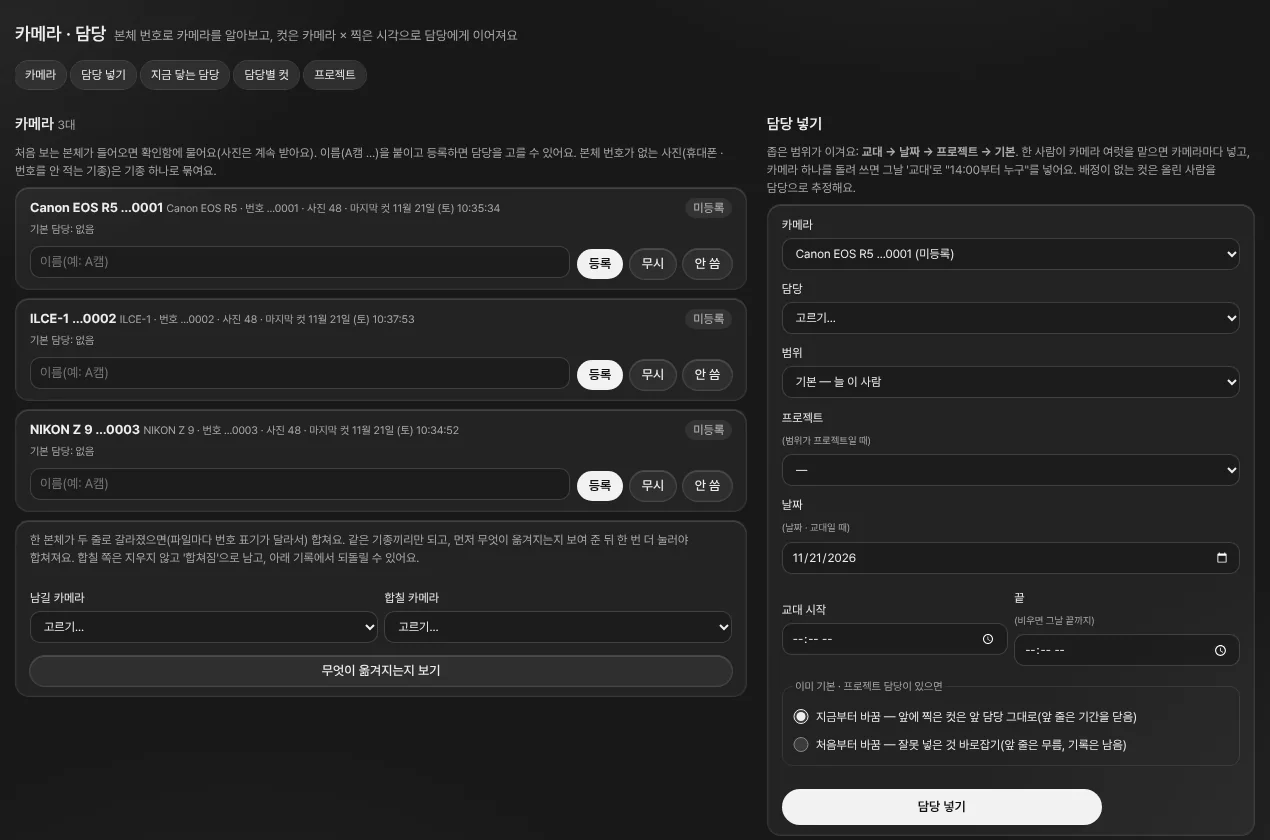 카메라 · 담당 본체 번호로 카메라를 알아보고, 컷은 카메라 × 찍은 시각으로 담당에게 이어져요
카메라 담당 넣기 지금 닿는 담당 담당별 컷 프로젝트
카메라 3대
처음 보는 본체가 들어오면 확인함에 물어요(사진은 계속 받아요). 이름(A캠 ...)을 붙이고 등록하면 담당을 고를 수 있어요. 본체 번호가 없는 사진(휴대폰 ·
번호를 안 적는 기종)은 기종 하나로 묶여요.
Canon EOS R5 ...0001 Canon EOS R5 · 번호 ...0001 · 사진 48 · 마지막 컷 11월 21일 (토) 10:35:34 미등록
기본 담당: 없음
이름(예: A캠) 등록 무시 안 씀
ILCE-1 ...0002 ILCE-1 · 번호 ...0002 · 사진 48 · 마지막 컷 11월 21일 (토) 10:37:53 미등록
기본 담당: 없음
이름(예: A캠) 등록 무시 안 씀
NIKON Z 9 ...0003 NIKON Z 9 · 번호 ...0003 · 사진 48 · 마지막 컷 11월 21일 (토) 10:34:52 미등록
기본 담당: 없음
이름(예: A캠) 등록 무시 안 씀
한 본체가 두 줄로 갈라졌으면(파일마다 번호 표기가 달라서) 합쳐요. 같은 기종끼리만 되고, 먼저 무엇이 옮겨지는지 보여 준 뒤 한 번 더 눌러야
합쳐져요. 합칠 쪽은 지우지 않고 '합쳐짐'으로 남고, 아래 기록에서 되돌릴 수 있어요.
남길 카메라 합칠 카메라
고르기... 고르기...
무엇이 옮겨지는지 보기
담당 넣기
좁은 범위가 이겨요: 교대 → 날짜 → 프로젝트 → 기본. 한 사람이 카메라 여럿을 맡으면 카메라마다 넣고,
카메라 하나를 돌려 쓰면 그날 '교대'로 "14:00부터 누구"를 넣어요. 배정이 없는 컷은 올린 사람을
담당으로 추정해요.
카메라
Canon EOS R5 ...0001 (미등록)
담당
고르기...
범위
기본 — 늘 이 사람
프로젝트
(범위가 프로젝트일 때)
—
날짜
(날짜 · 교대일 때)
11/21/2026
교대 시작
--:-- --
끝
(비우면 그날 끝까지)
--:-- --
이미 기본 · 프로젝트 담당이 있으면
지금부터 바꿈 — 앞에 찍은 컷은 앞 담당 그대로(앞 줄은 기간을 닫음)
처음부터 바꿈 — 잘못 넣은 것 바로잡기(앞 줄은 무름, 기록은 남음)
담당 넣기